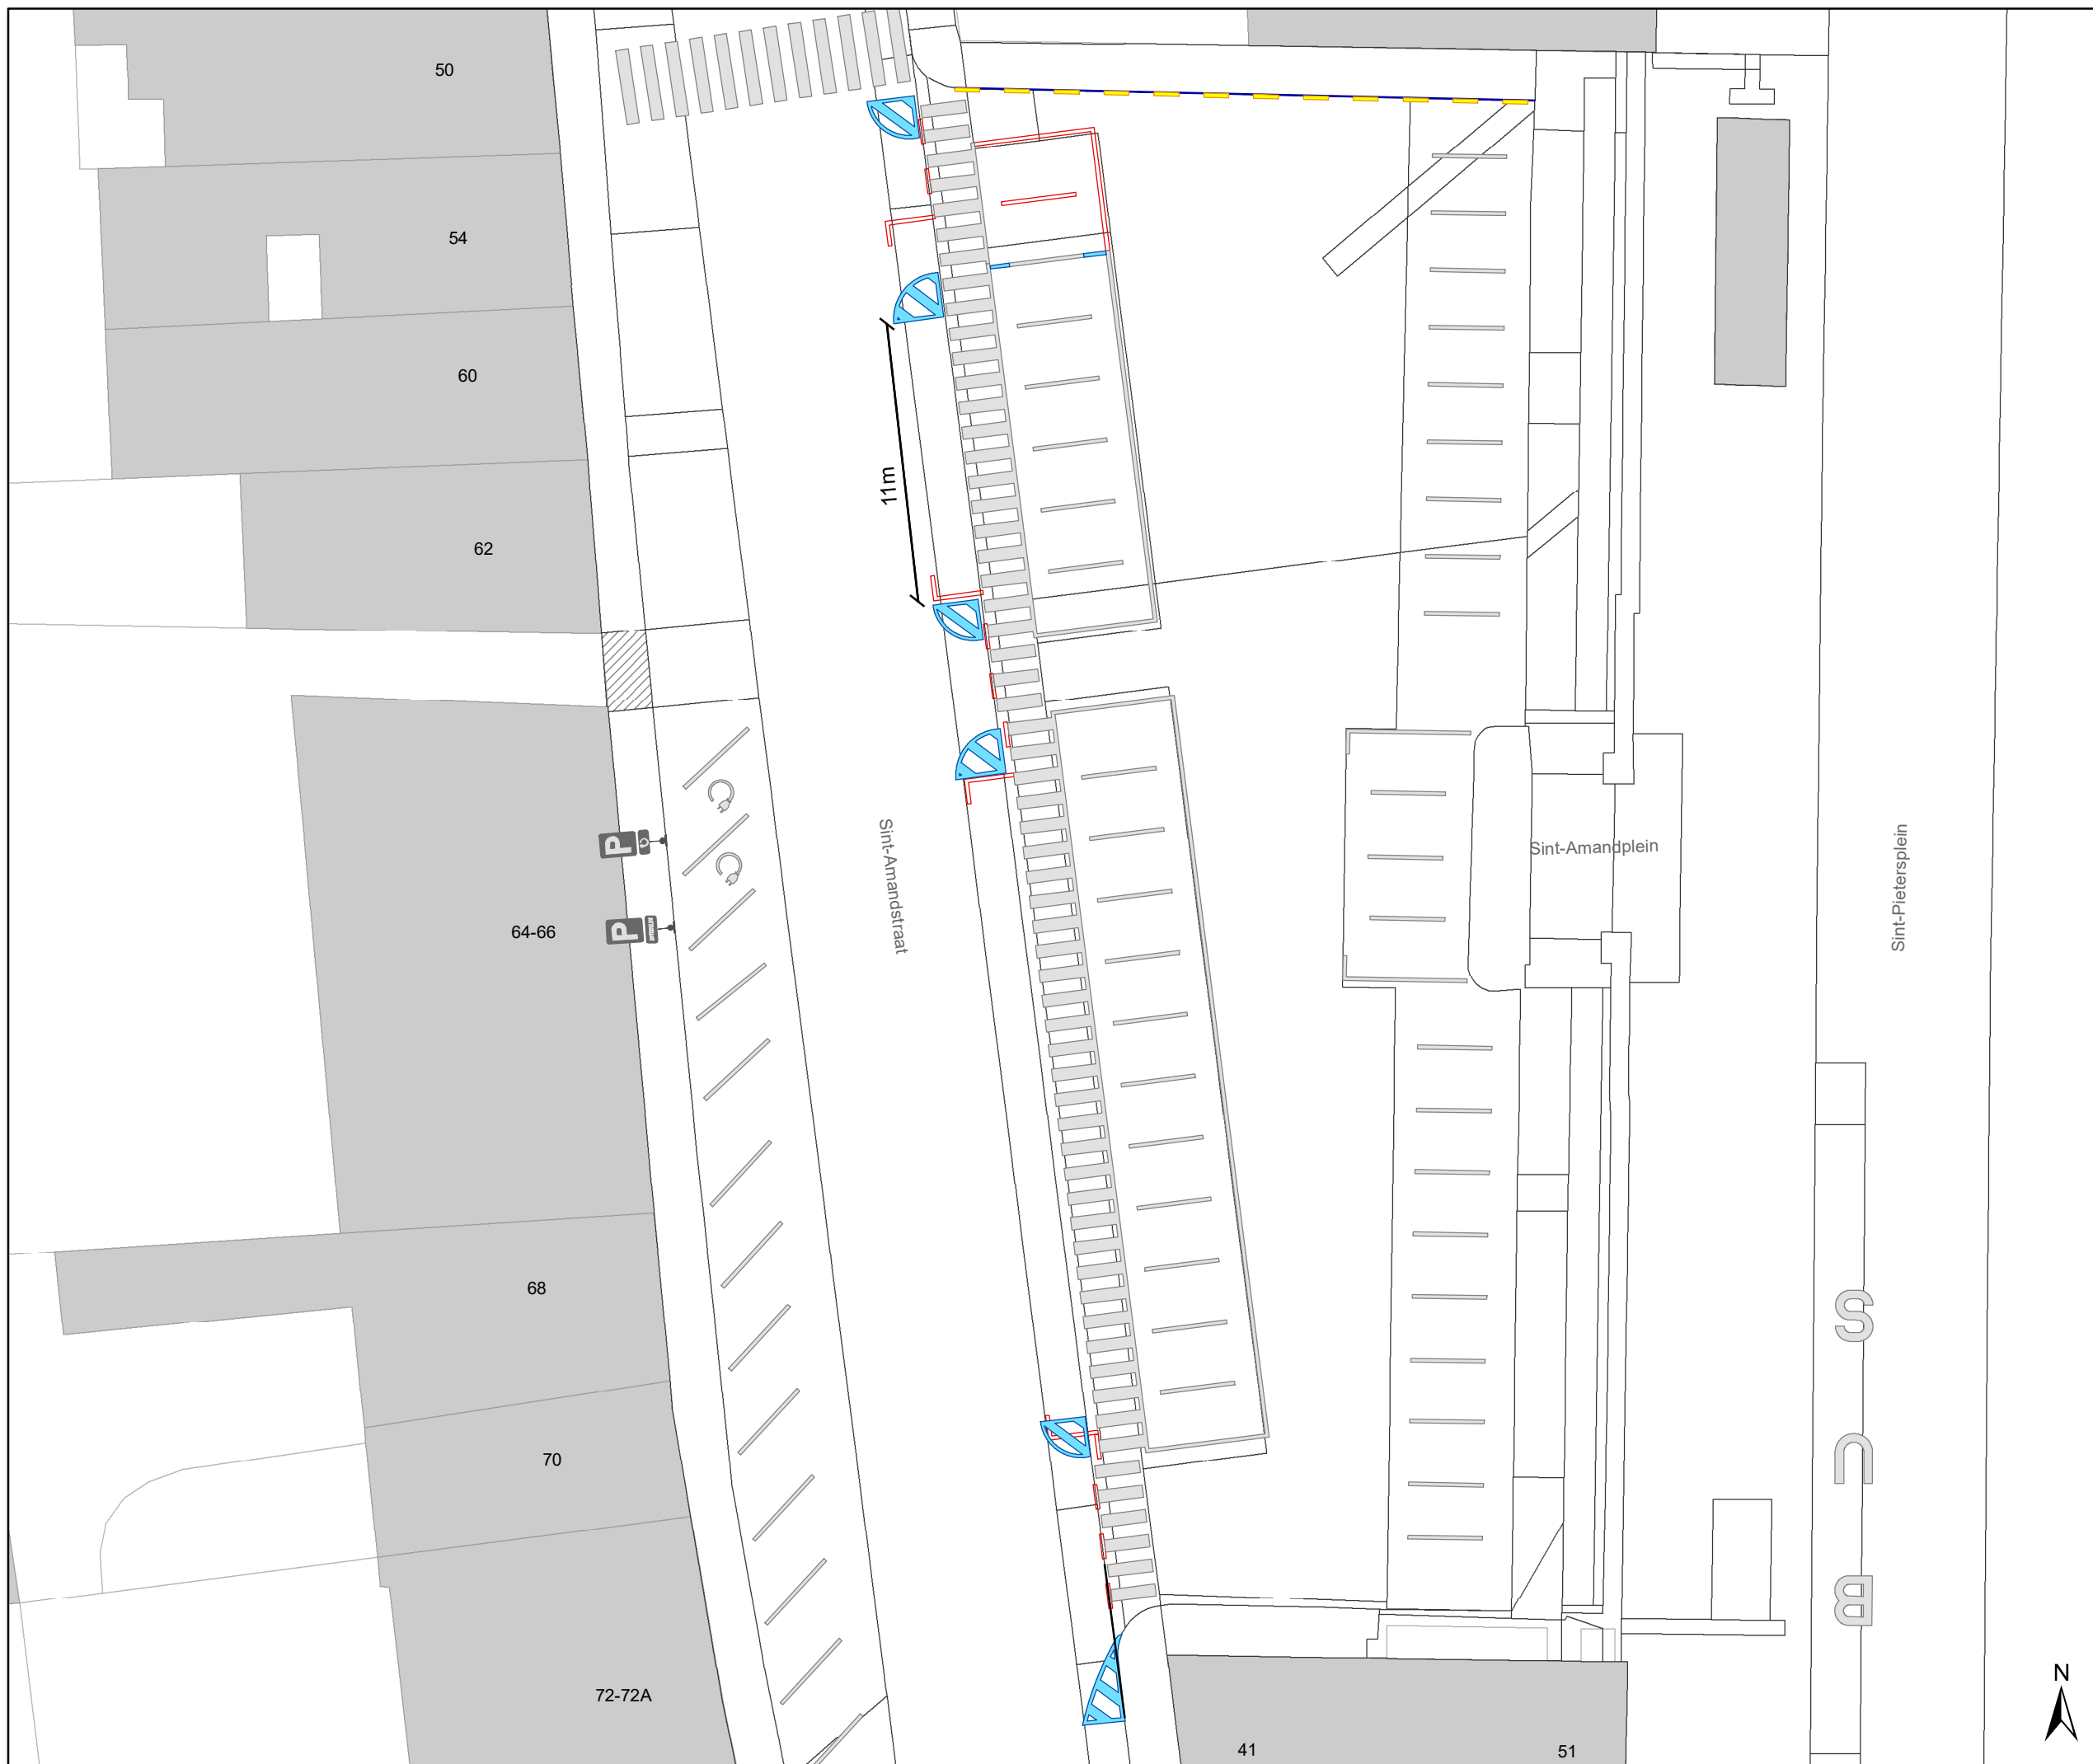 50
54
60
62
11m
P
P
64-66
Sint-Amandstraat
Sint-Amandplein
Sint-Pietersplein
68
70
72-72A
BUS
41
51
N